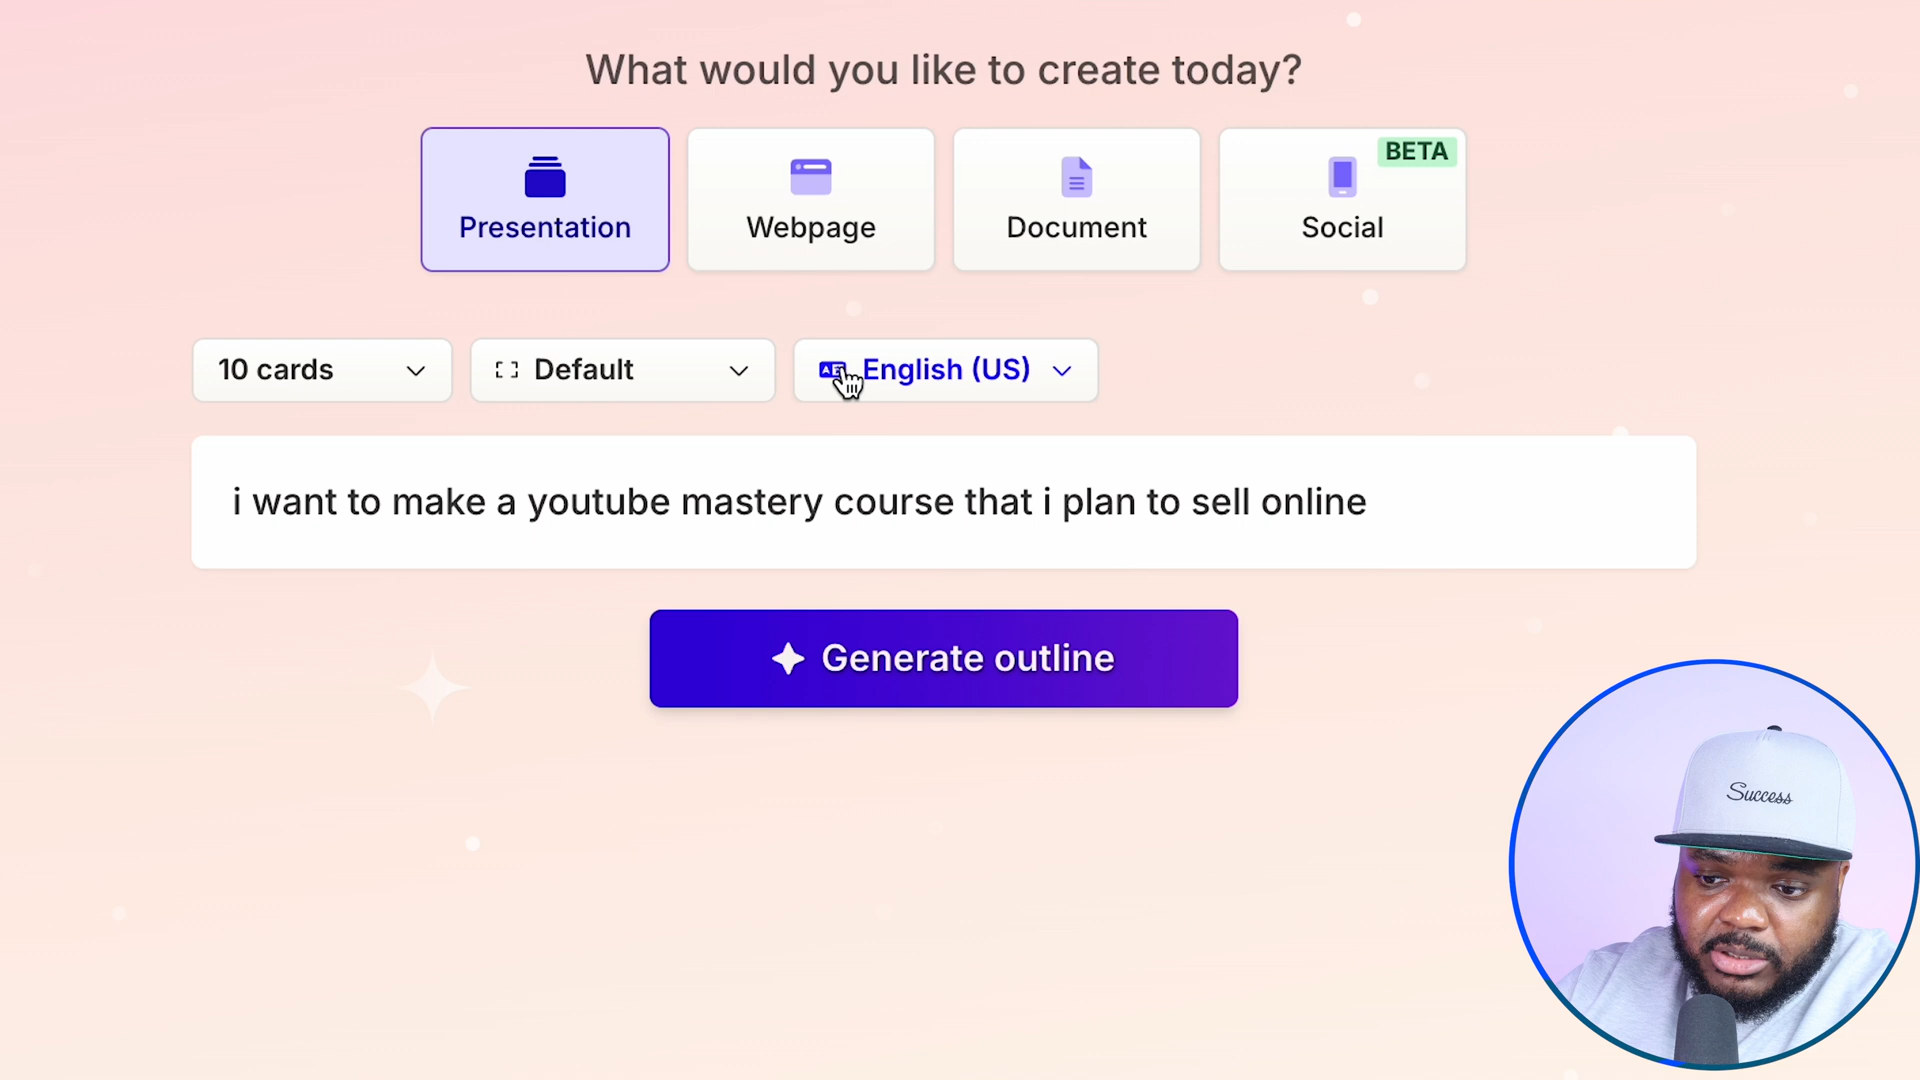 What would you like to create today?
Presentation
Webpage
Document
BETA
Social
10 cards
Default
English (US)
i want to make a youtube mastery course that i plan to sell online
Generate outline
Success